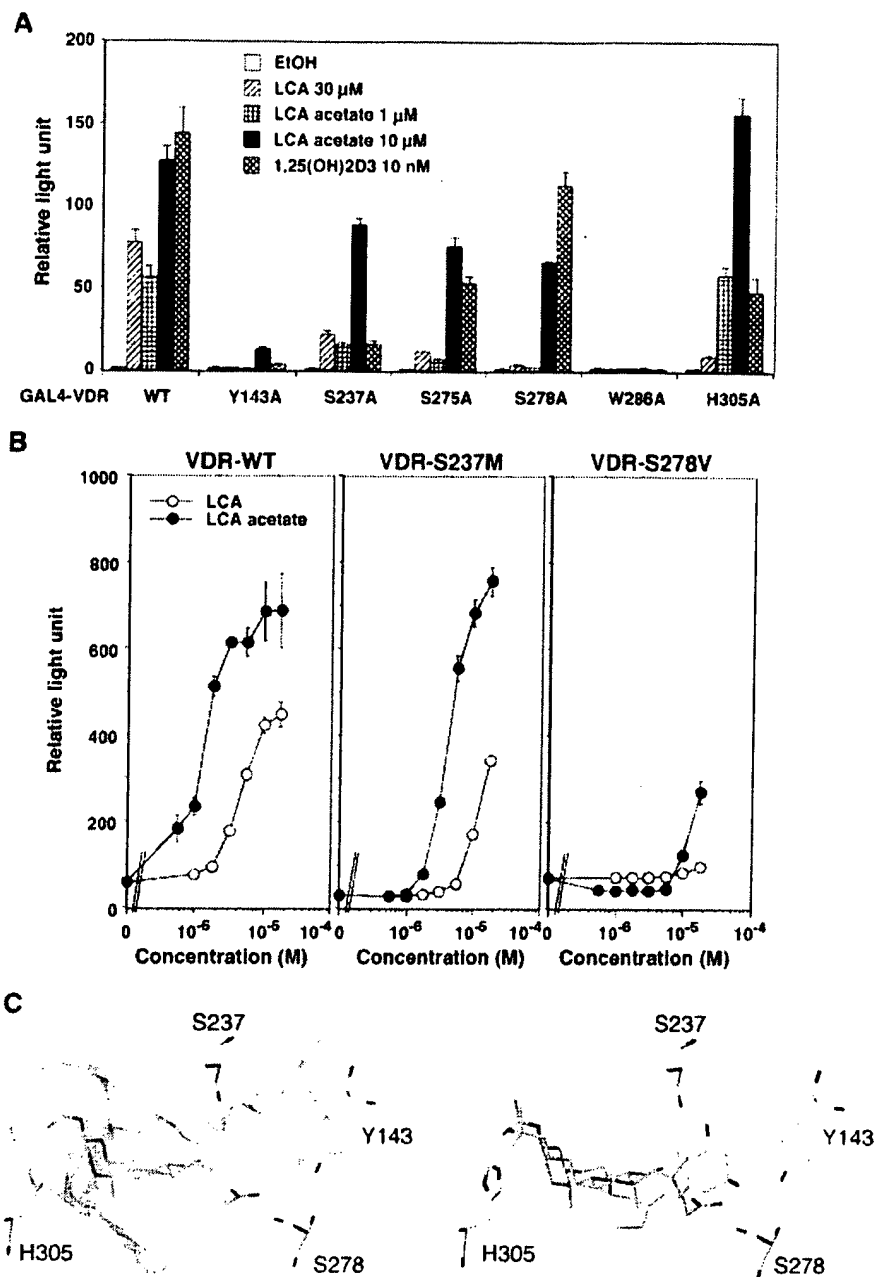 A
200
150
100
50
0
Relative light unit
EtOH
LCA 30 μM
LCA acetate 1 μM
LCA acetate 10 μM
1,25(OH)2D3 10 nM
GAL4-VDR WT Y143A S237A S275A S278A W286A H305A
B
VDR-WT VDR-S237M VDR-S278V
1000
800
600
400
200
0
Relative light unit
LCA
LCA acetate
0 10-6 10-5 10-4 0 10-6 10-5 10-4 0 10-6 10-5 10-4
Concentration (M) Concentration (M) Concentration (M)
C
S237 S237
Y143 Y143
H305 S278 H305 S278